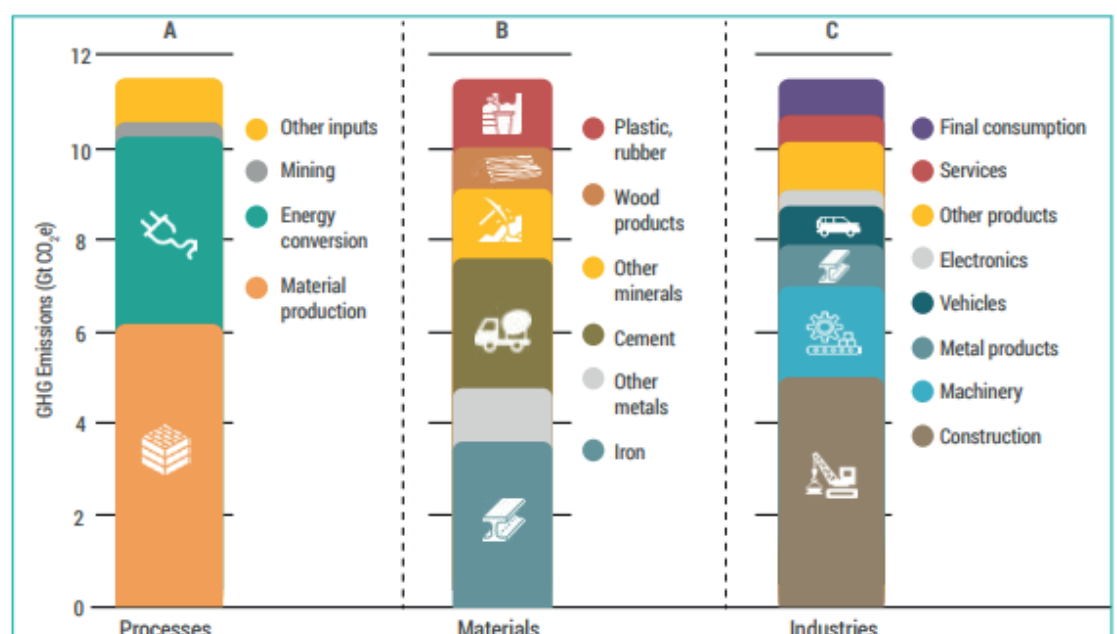 A
B
C
GHG Emissions (Gt CO₂e)
12
10
8
6
4
2
0
Other inputs
Mining
Energy
conversion
Material
production
Plastic,
rubber
Wood
products
Other
minerals
Cement
Other
metals
Iron
Final consumption
Services
Other products
Electronics
Vehicles
Metal products
Machinery
Construction
Processes
Materials
Industries